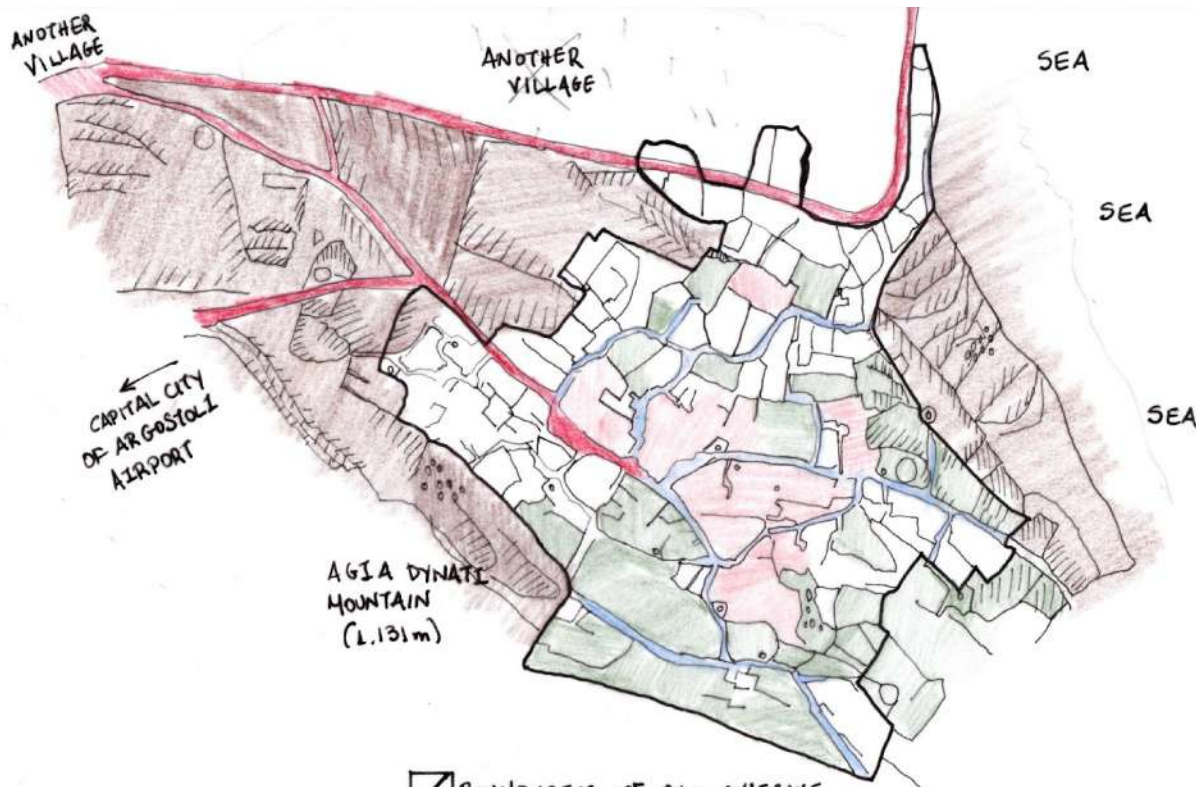 ANOTHER
VILLAGE
ANOTHER
VILLAGE
SEA
SEA
SEA
CAPITAL CITY
OF ARGOSTOLI
AIRPORT
AGIA DYNATI
MOUNTAIN
(1.131m)